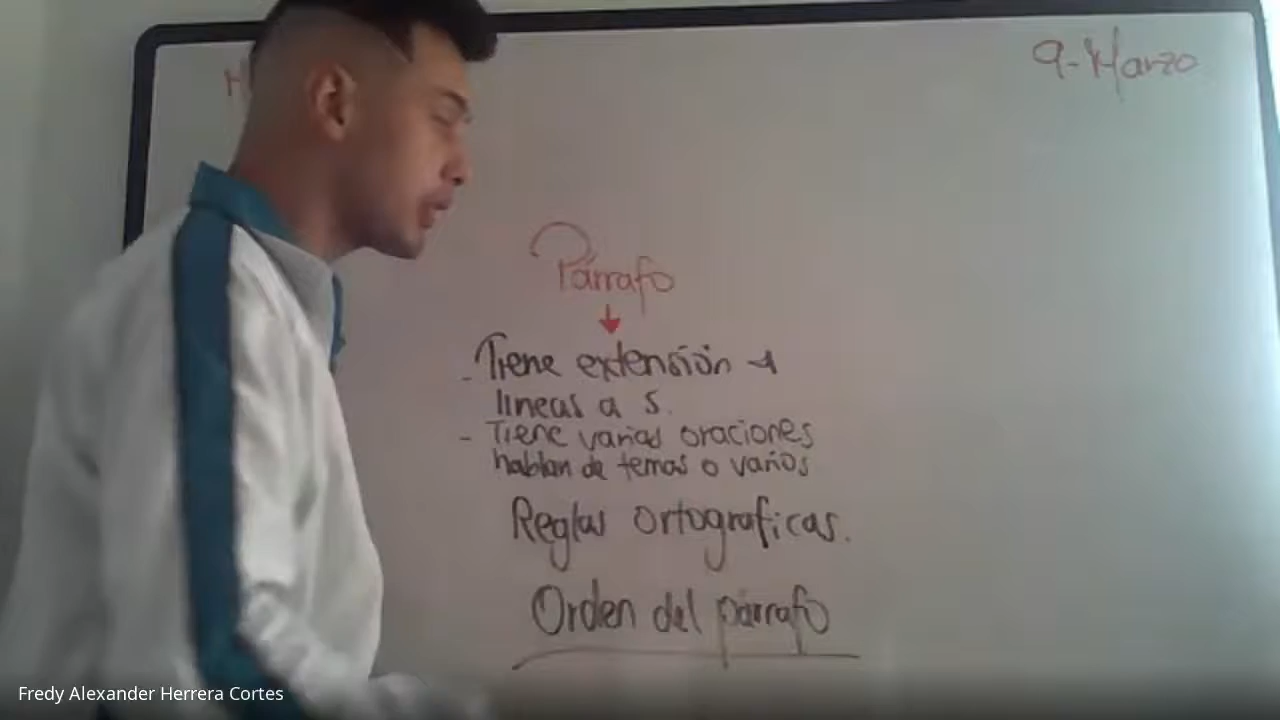 9-Marzo
Párrafo
- Tiene extensión 4
lineas a 5.
- Tiene varias oraciones
hablan de temas o varios
Reglas ortograficas.
Orden del párrafo
Fredy Alexander Herrera Cortes